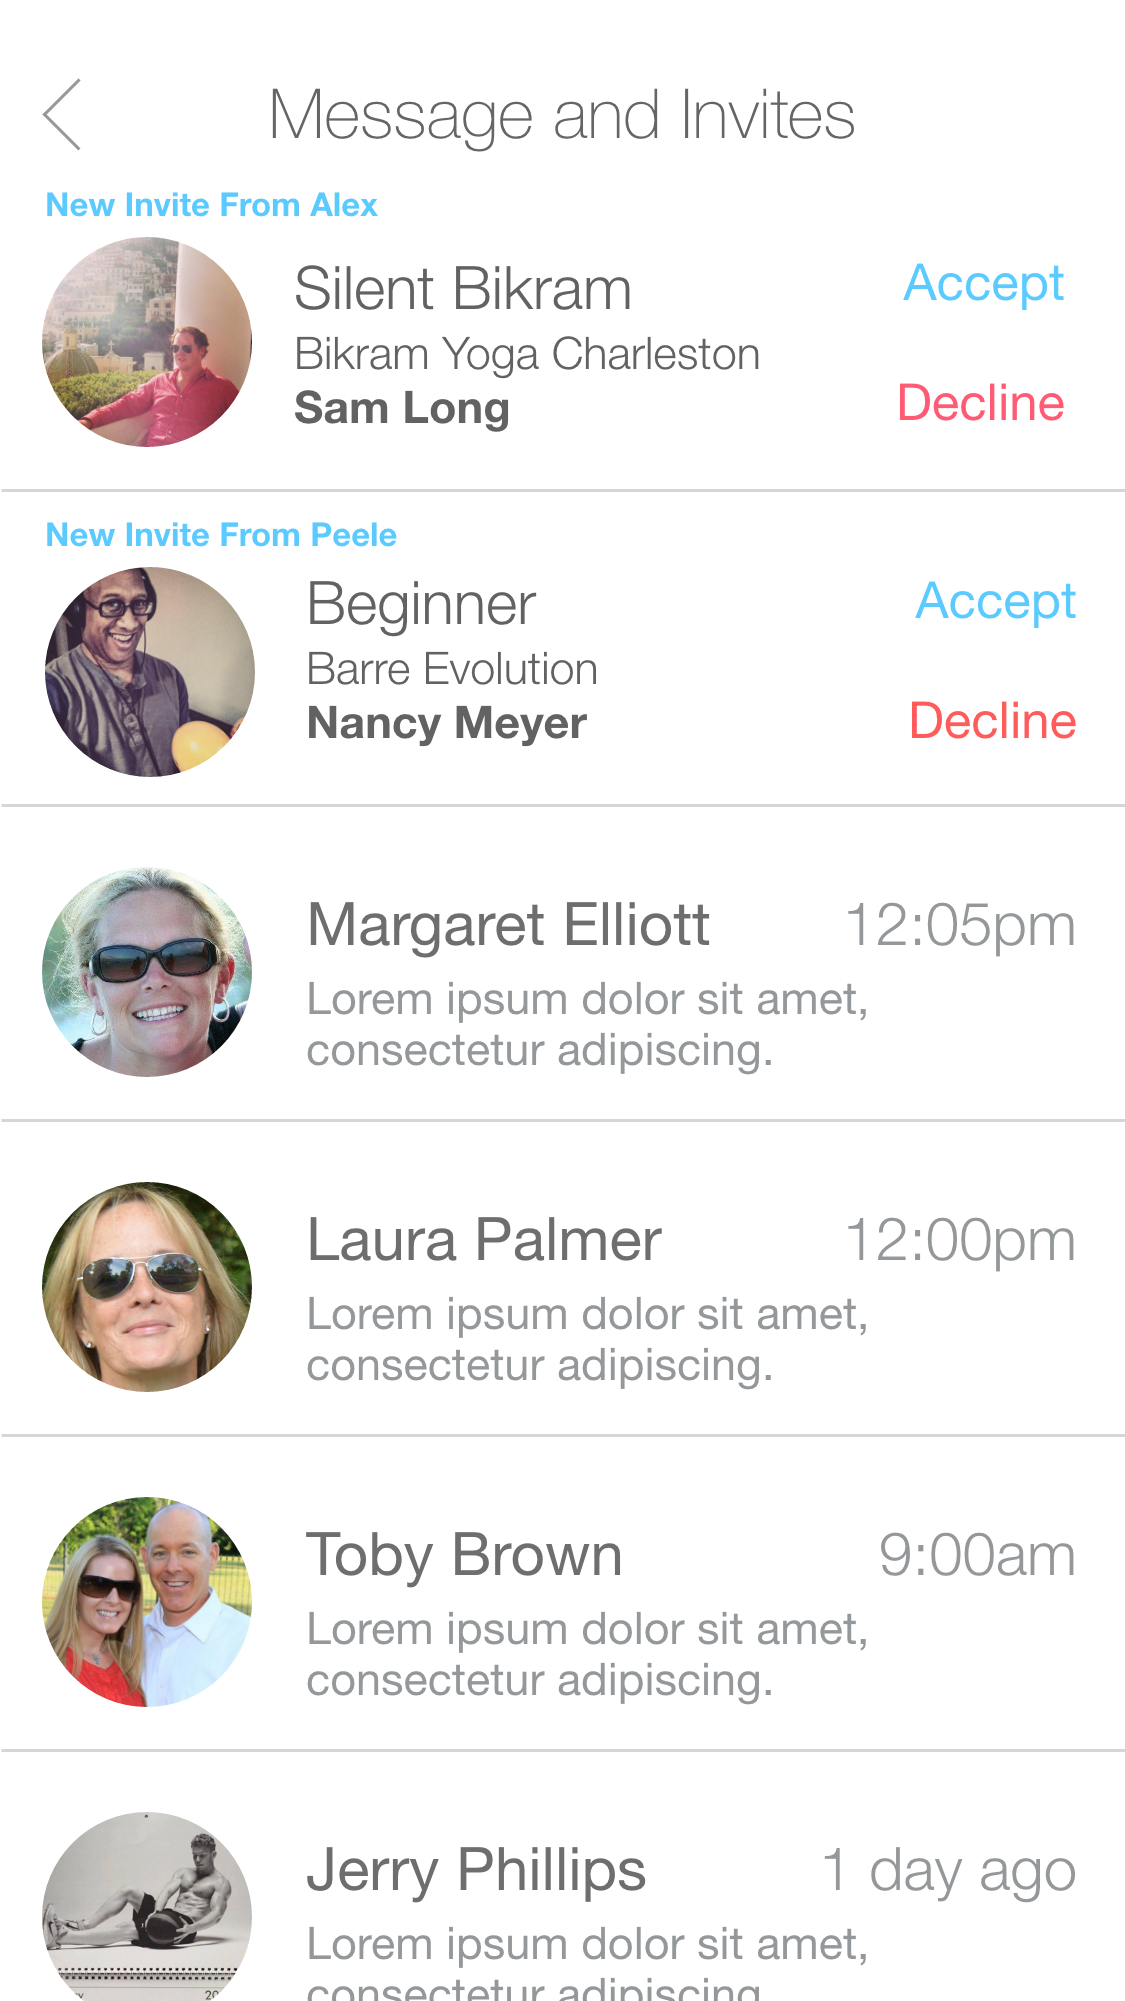 Message and Invites
New Invite From Alex
Silent Bikram
Accept
Bikram Yoga Charleston
Sam Long
Decline
New Invite From Peele
Beginner
Accept
Barre Evolution
Nancy Meyer
Decline
Margaret Elliott 12:05pm
Lorem ipsum dolor sit amet,
consectetur adipiscing.
Laura Palmer 12:00pm
Lorem ipsum dolor sit amet,
consectetur adipiscing.
Toby Brown 9:00am
Lorem ipsum dolor sit amet,
consectetur adipiscing.
Jerry Phillips 1 day ago
Lorem ipsum dolor sit amet,
consectetur adipiscing